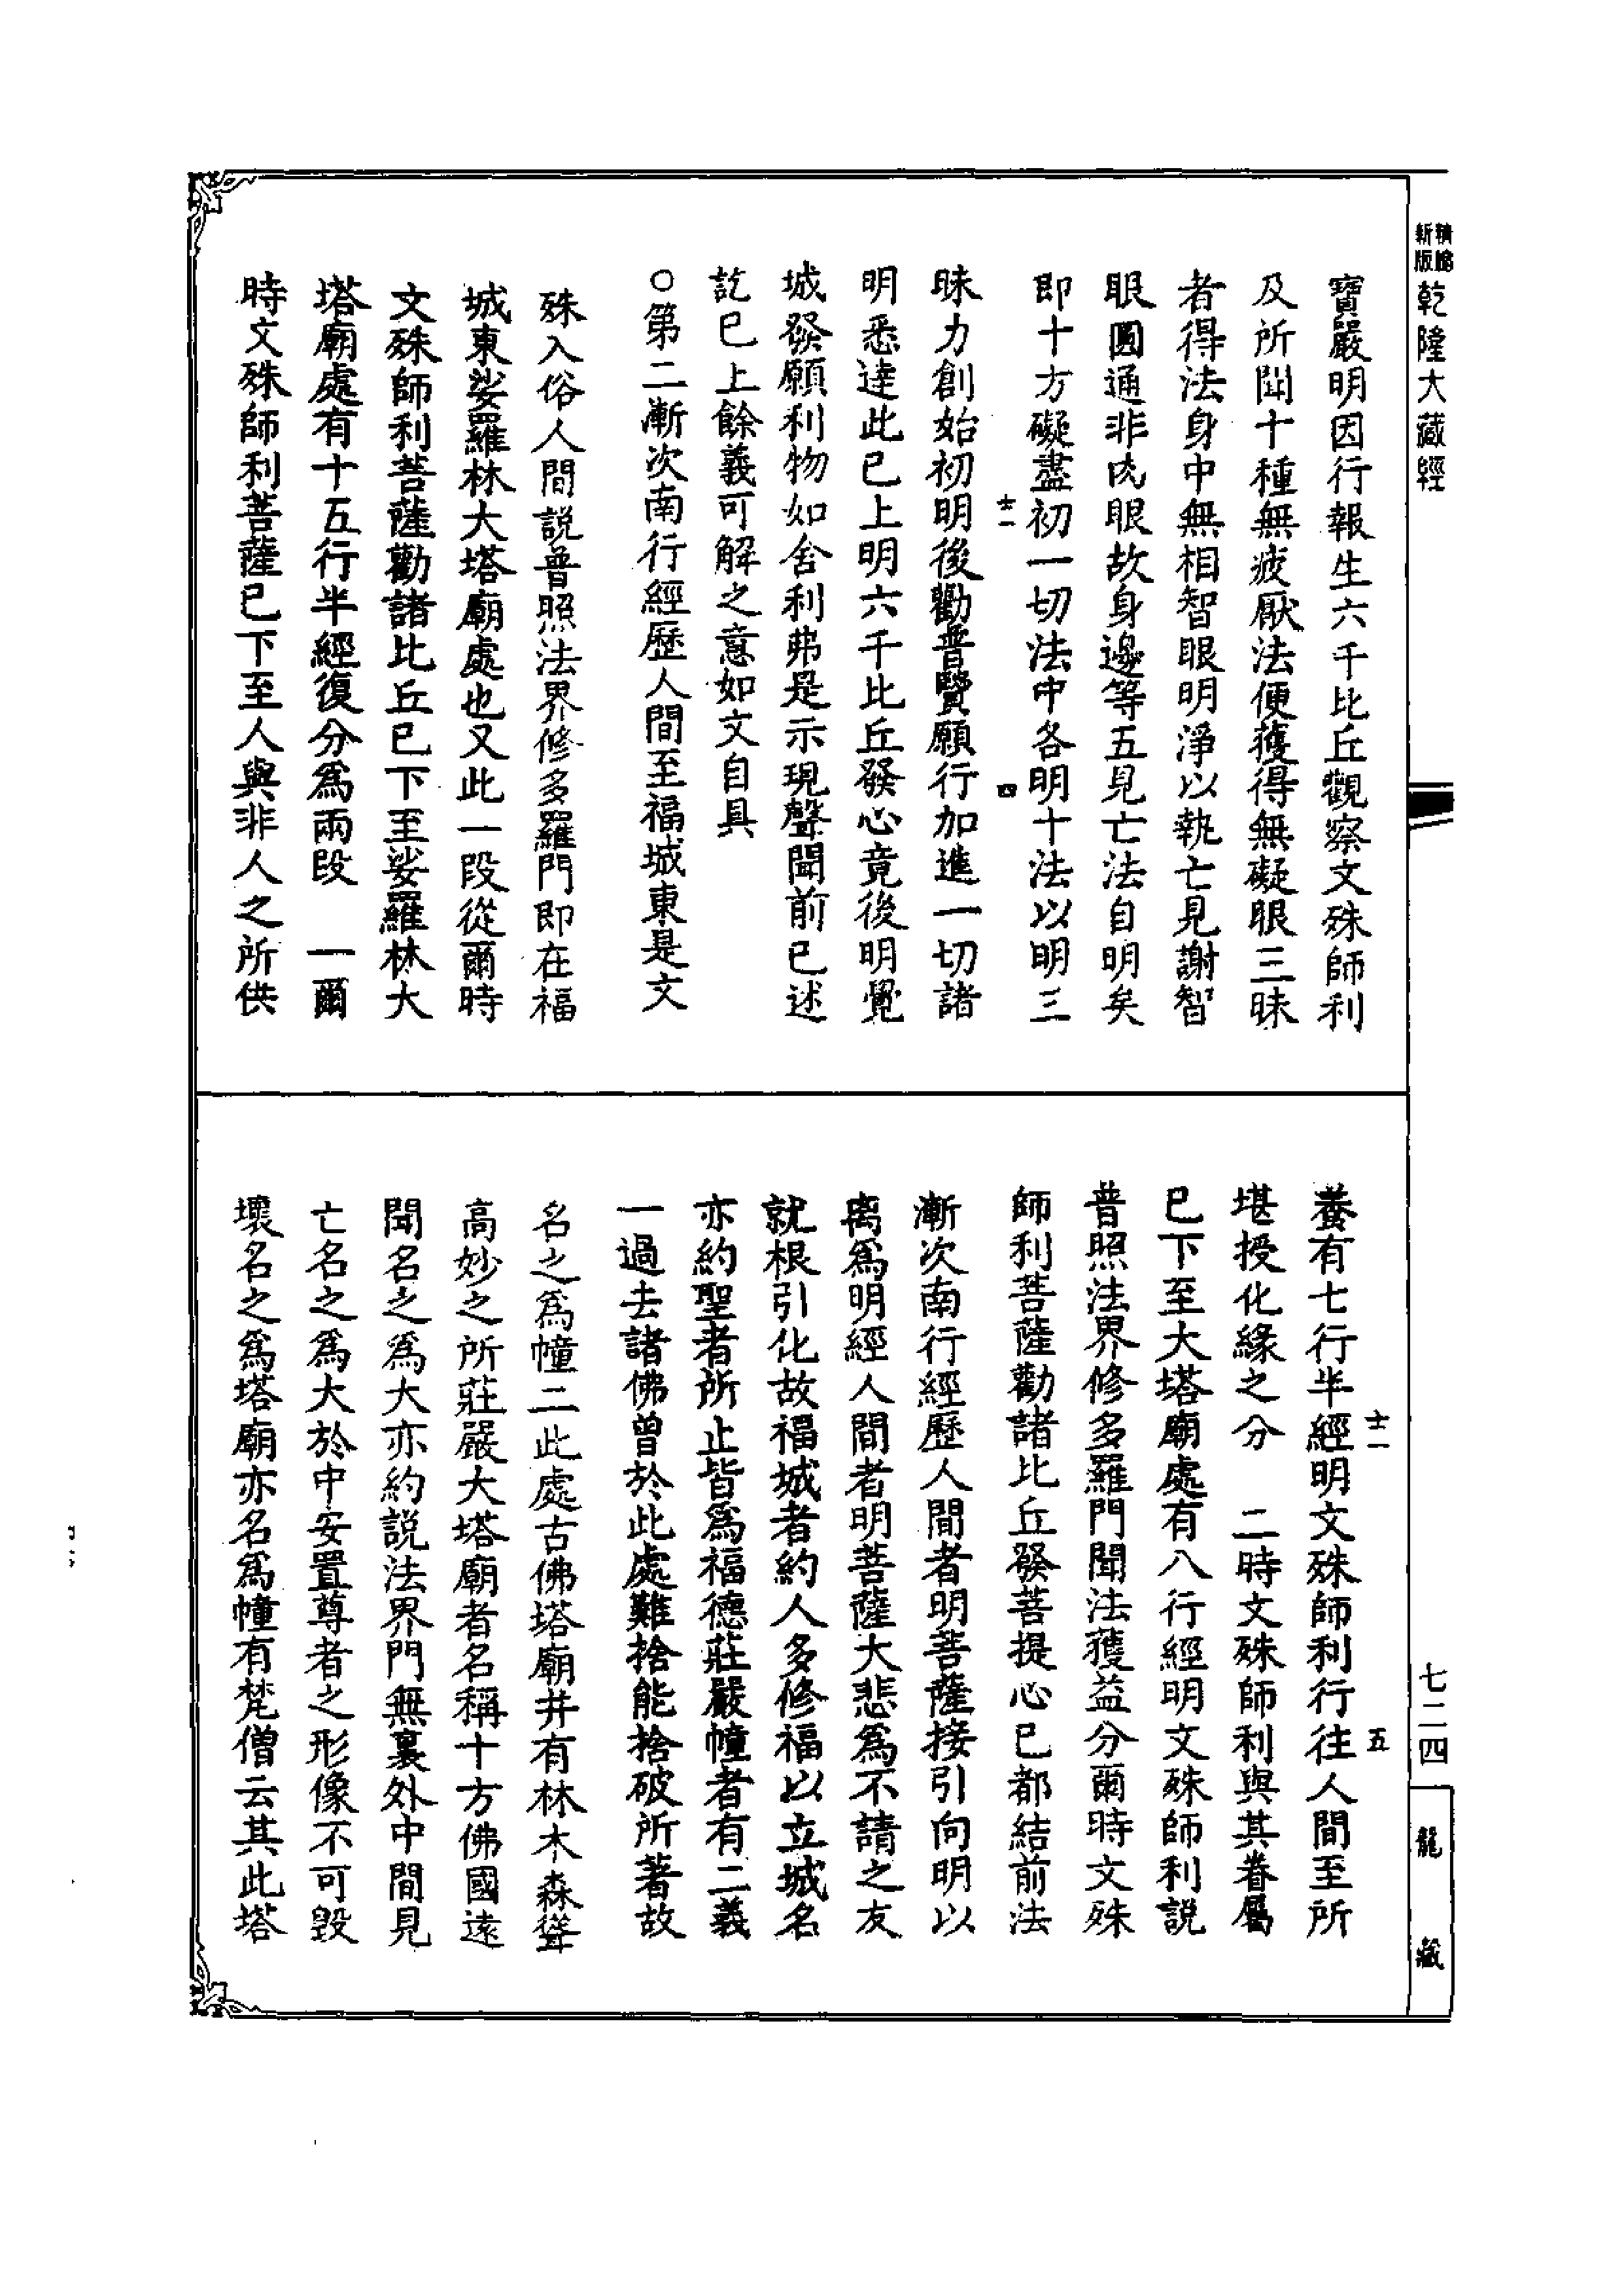 精縮
新版
乾隆大藏經
寶嚴明因行報生六千比丘觀察文殊師利
及所聞十種無疲厭法便獲得無礙眼三昧
者得法身中無相智眼明淨以執亡見謝智
眼圓通非肉眼故身邊等五見亡法自明矣
即十方礙盡初一切法中各明十法以明三
十一 四
昧力創始初明後勸普賢願行加進一切諸
明悉達此已上明六千比丘發心竟後明覺
城發願利物如舍利弗是示現聲聞前已述
訖已上餘義可解之意如文自具
○第二漸次南行經歷人間至福城東是文
殊入俗人間說普照法界修多羅門即在福
城東娑羅林大塔廟處也又此一段從爾時
文殊師利菩薩勸諸比丘已下至娑羅林大
塔廟處有十五行半經復分為兩段 一爾
時文殊師利菩薩已下至人與非人之所供
十一 五
養有七行半經明文殊師利行往人間至所
堪授化緣之分 二時文殊師利與其眷屬
已下至大塔廟處有八行經明文殊師利說
普照法界修多羅門聞法獲益分爾時文殊
師利菩薩勸諸比丘發菩提心已都結前法
漸次南行經歷人間者明菩薩接引向明以
离為明經人間者明菩薩大悲為不請之友
就根引化故福城者約人多修福以立城名
亦約聖者所止皆為福德莊嚴幢者有二義
一過去諸佛曾於此處難捨能捨破所著故
名之為幢二此處古佛塔廟井有林木森聳
高妙之所莊嚴大塔廟者名稱十方佛國遠
聞名之為大亦約說法界門無裏外中間見
亡名之為大於中安置尊者之形像不可毀
壞名之為塔廟亦名為幢有梵僧云其此塔
七二四
龍
藏